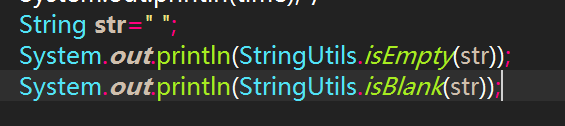 String str=" ";
System.out.println(StringUtils.isEmpty(str));
System.out.println(StringUtils.isBlank(str));